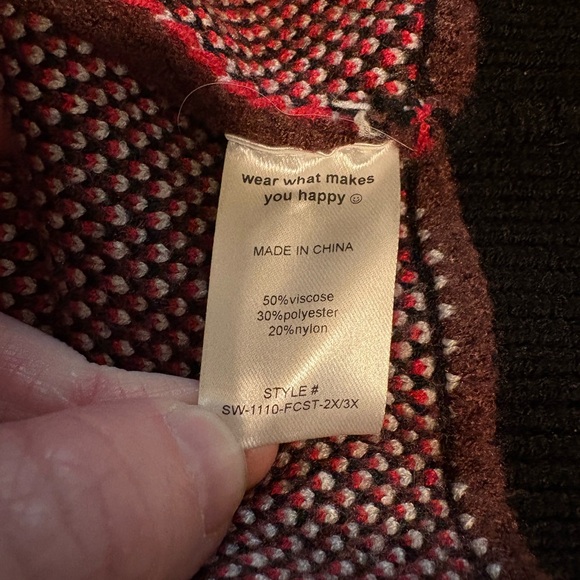 wear what makes
you happy ☺
MADE IN CHINA
50%viscose
30%polyester
20%nylon
STYLE #
SW-1110-FCST-2X/3X